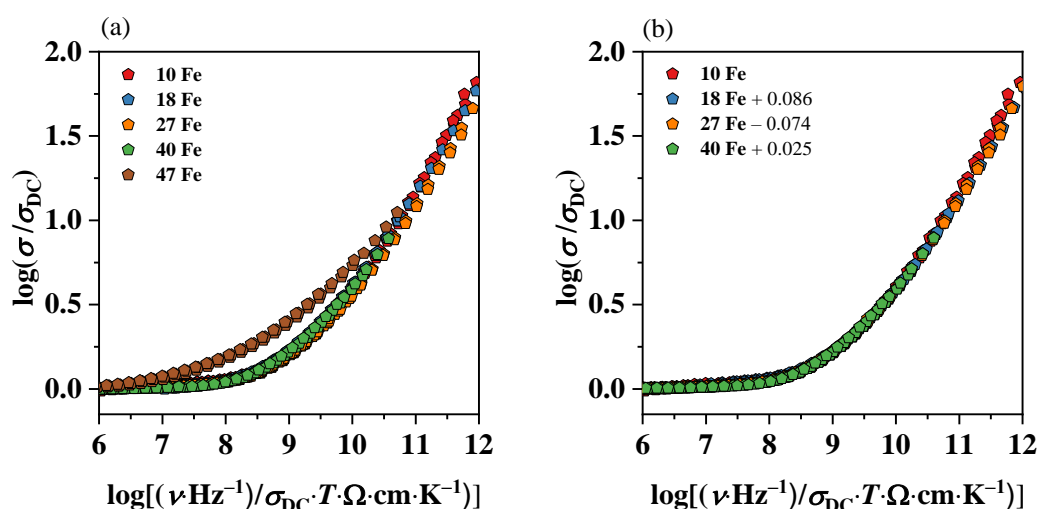 (a)
2.0
1.5
1.0
0.5
0.0
6 7 8 9 10 11 12
log(σ/σDC)
log[(ν·Hz⁻¹)/σDC·T·Ω·cm·K⁻¹)]
10 Fe
18 Fe
27 Fe
40 Fe
47 Fe
(b)
2.0
1.5
1.0
0.5
0.0
6 7 8 9 10 11 12
log(σ/σDC)
log[(ν·Hz⁻¹)/σDC·T·Ω·cm·K⁻¹)]
10 Fe
18 Fe + 0.086
27 Fe – 0.074
40 Fe + 0.025